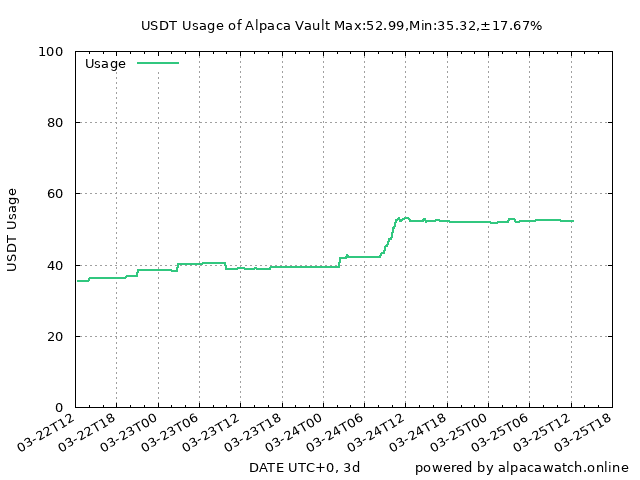 USDT Usage of Alpaca Vault Max:52.99,Min:35.32,±17.67%
Usage
100
80
60
40
20
0
USDT Usage
03-22T12
03-22T18
03-23T00
03-23T06
03-23T12
03-23T18
03-24T00
03-24T06
03-24T12
03-24T18
03-25T00
03-25T06
03-25T12
03-25T18
DATE UTC+0, 3d
powered by alpacawatch.online